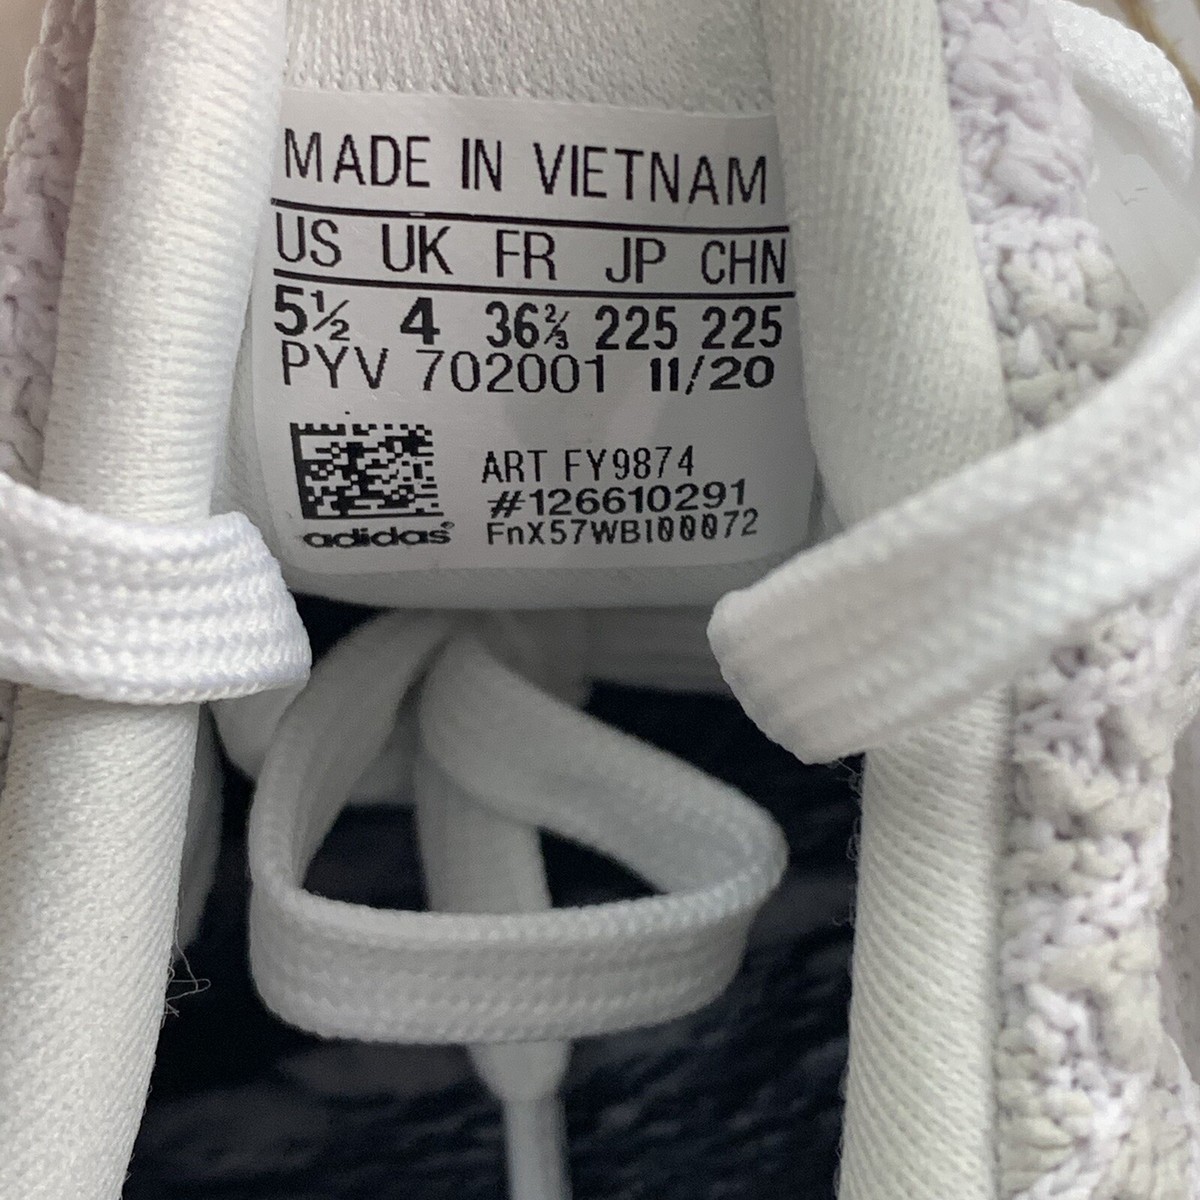 MADE IN VIETNAM
US UK FR JP CHN
5½ 4 36⅔ 225 225
PYV 702001 11/20
ART FY9874
#126610291
FnX57WB100072
adidas®